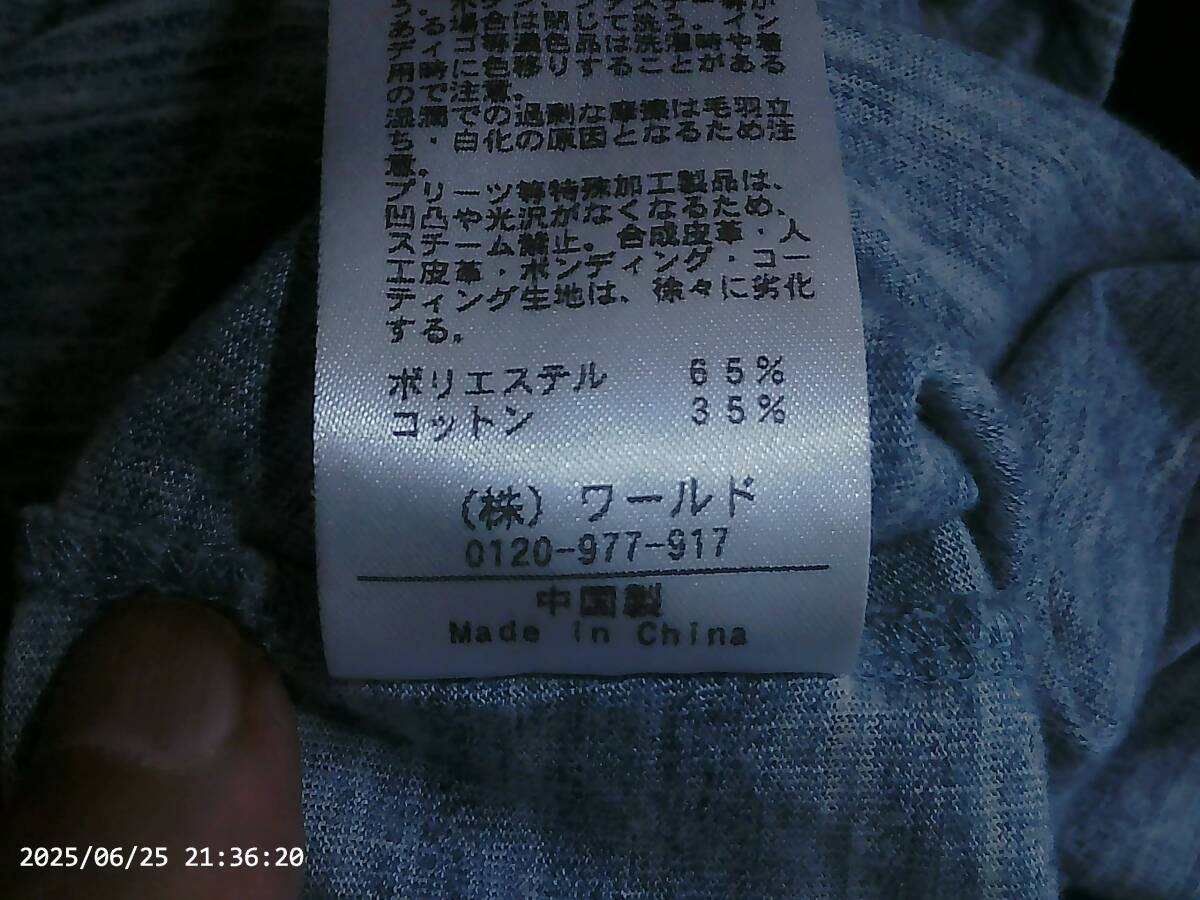 場合は閉じて洗う。イン
ディゴ等濃色品は洗濯時や着
用時に色移りすることがある
ので注意。
湿潤での過剰な摩擦は毛羽立
ち・白化の原因となるため注
意。
プリーツ等特殊加工製品は、
凹凸や光沢がなくなるため、
スチーム禁止。合成皮革・人
工皮革・ボンディング・コー
ティング生地は、徐々に劣化
する。
ポリエステル 65%
コットン 35%
(株) ワールド
0120-977-917
中国製
Made in China
2025/06/25 21:36:20